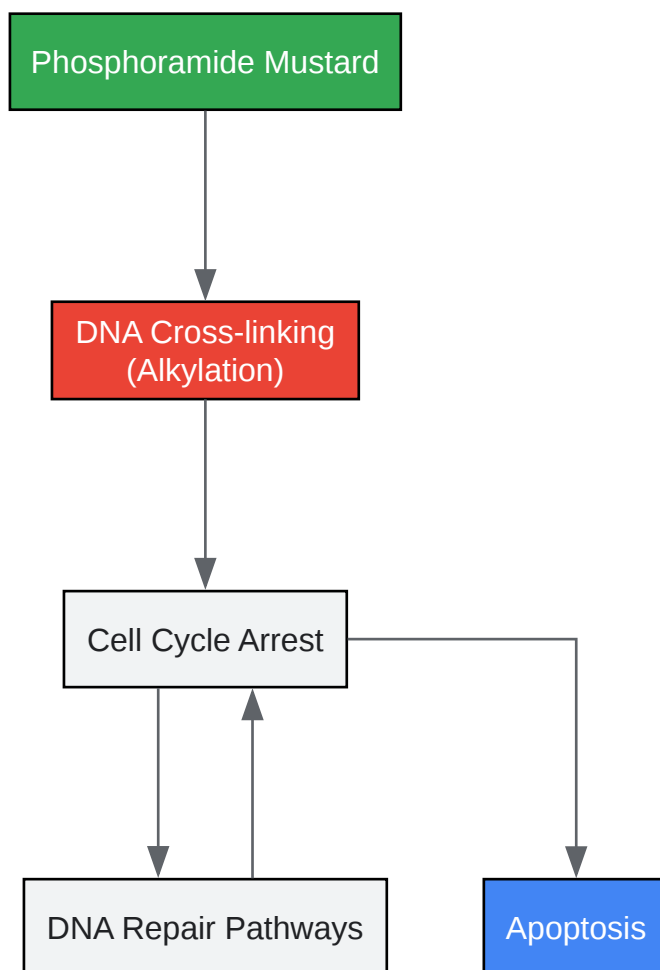 Phosphoramide Mustard
DNA Cross-linking
(Alkylation)
Cell Cycle Arrest
DNA Repair Pathways
Apoptosis